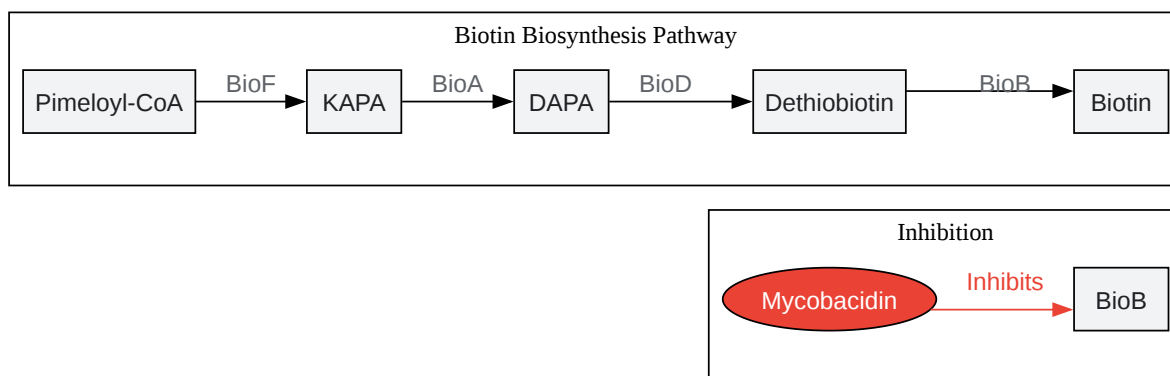 Biotin Biosynthesis Pathway
Pimeloyl-CoA BioF KAPA BioA DAPA BioD Dethiobiotin BioB Biotin
Inhibition
Mycobacidin Inhibits BioB